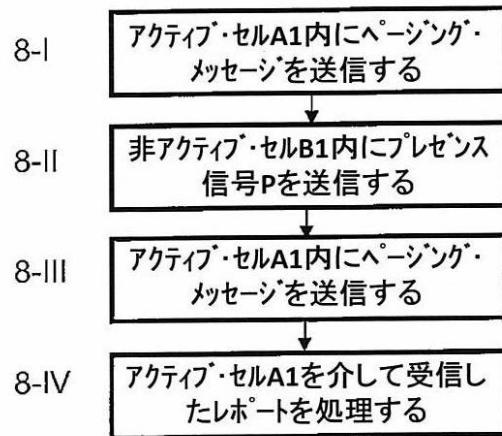 8-I
アクティブ・セルA1内にページング・
メッセージを送信する
8-II
非アクティブ・セルB1内にプレゼンス
信号Pを送信する
8-III
アクティブ・セルA1内にページング・
メッセージを送信する
8-IV
アクティブ・セルA1を介して受信し
たレポートを処理する